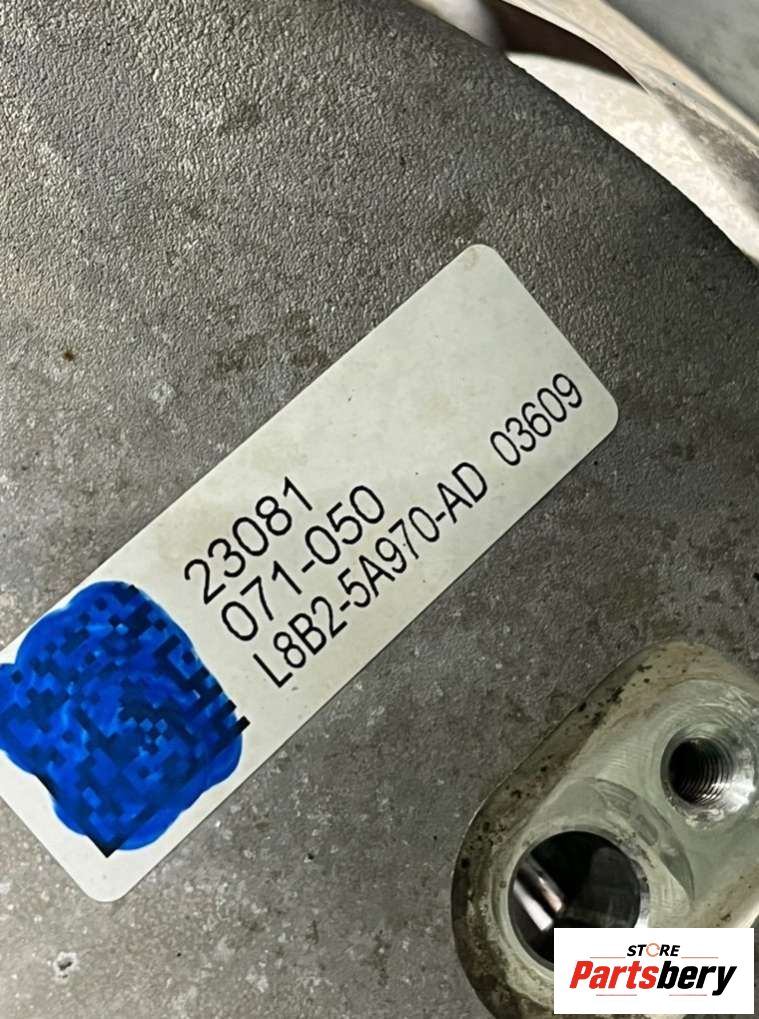 23081
071-050
L8B2-5A970-AD 03609
STORE
Partsbery